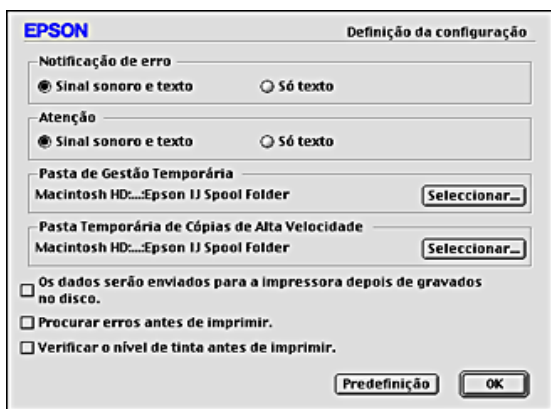 EPSON
Definição da configuração
Notificação de erro
Sinal sonoro e texto
Só texto
Atenção
Sinal sonoro e texto
Só texto
Pasta de Gestão Temporária
Macintosh HD:...:Epson IJ Spool Folder
Seleccionar...
Pasta Temporária de Cópias de Alta Velocidade
Macintosh HD:...:Epson IJ Spool Folder
Seleccionar...
Os dados serão enviados para a impressora depois de gravados
no disco.
Procurar erros antes de imprimir.
Verificar o nível de tinta antes de imprimir.
Predefinição
OK